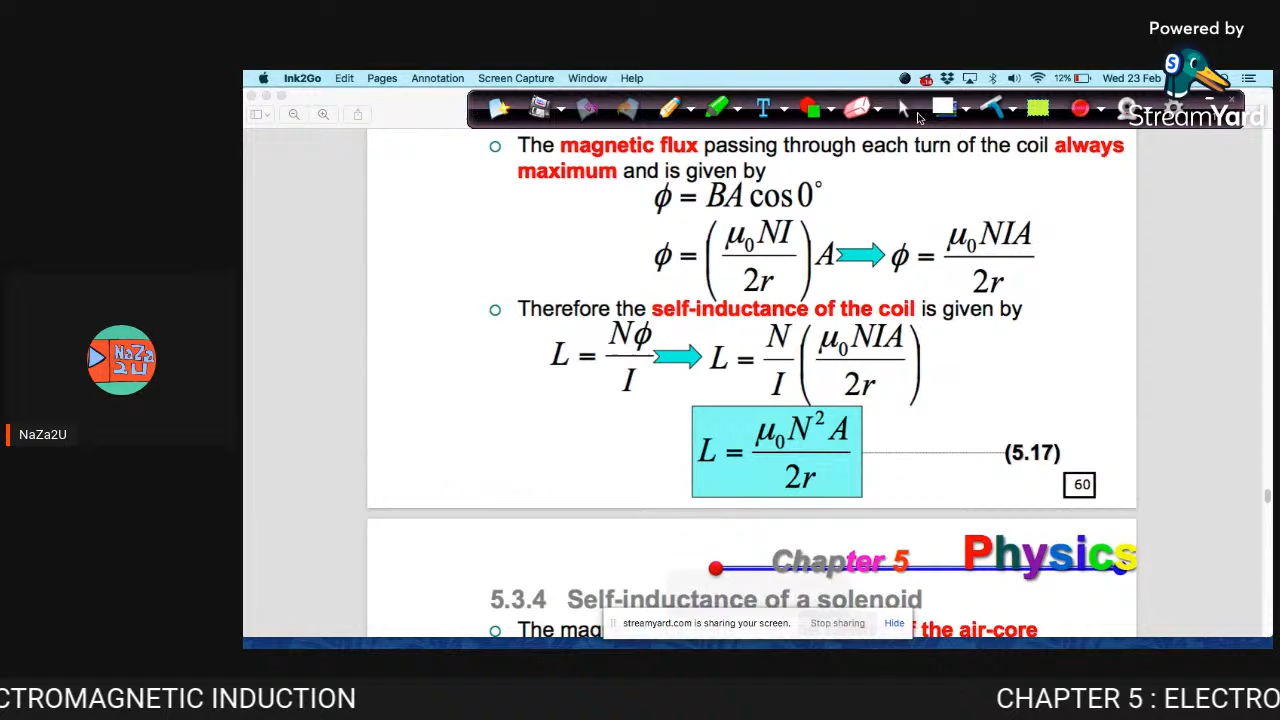 Powered by
StreamYard
Ink2Go Edit Pages Annotation Screen Capture Window Help 12% Wed 23 Feb
The magnetic flux passing through each turn of the coil always
maximum and is given by
ϕ = BA cos 0°
ϕ = (μ₀NI / 2r) A ⇒ ϕ = μ₀NIA / 2r
Therefore the self-inductance of the coil is given by
L = Nϕ / I ⇒ L = N / I (μ₀NIA / 2r)
L = μ₀N²A / 2r (5.17)
60
Chapter 5 Physics
5.3.4 Self-inductance of a solenoid
The mag
of the air-core
streamyard.com is sharing your screen. Stop sharing Hide
NaZa
2U
NaZa2U
CTROMAGNETIC INDUCTION CHAPTER 5 : ELECTRO